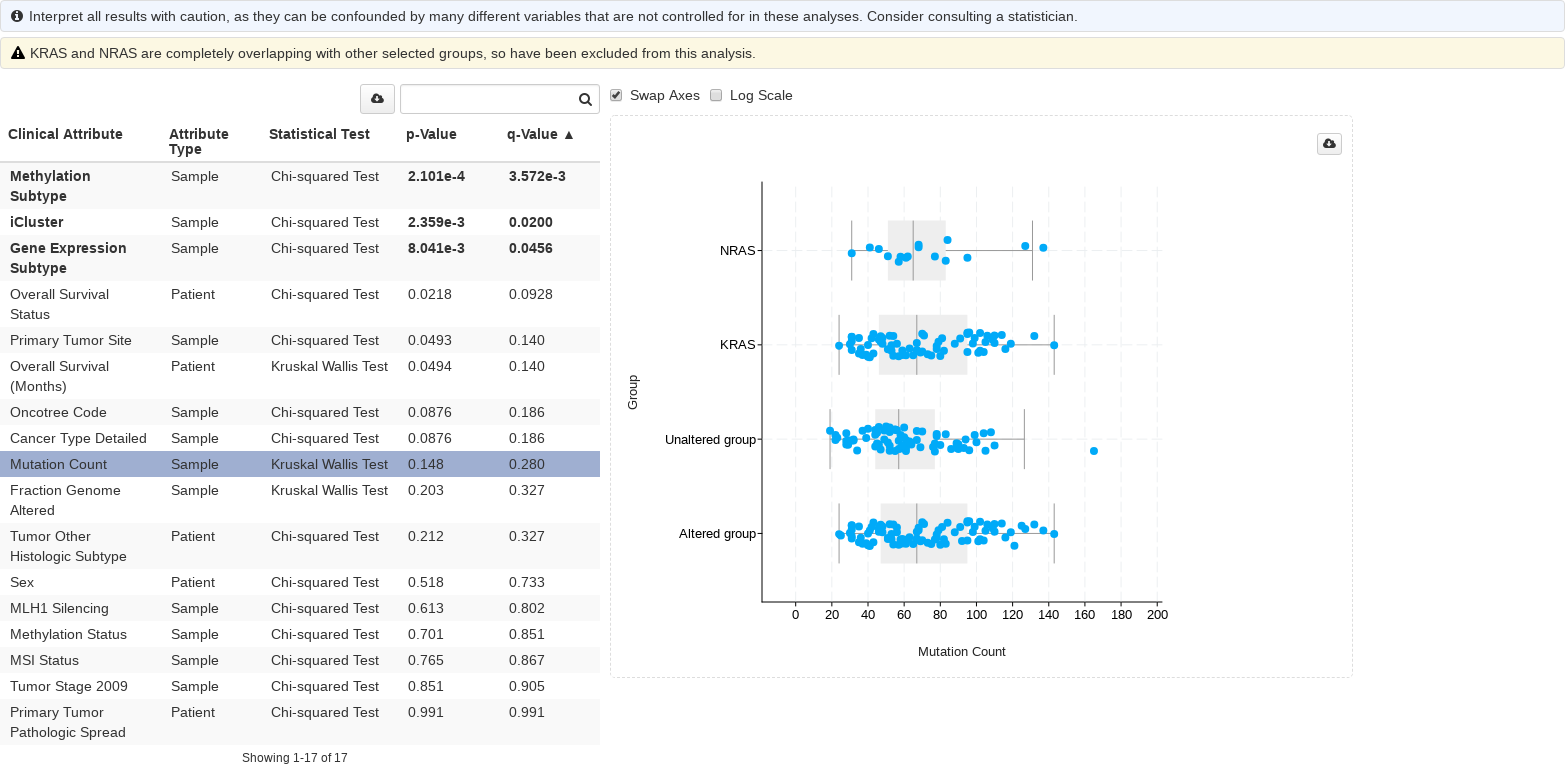 Interpret all results with caution, as they can be confounded by many different variables that are not controlled for in these analyses. Consider consulting a statistician.
KRAS and NRAS are completely overlapping with other selected groups, so have been excluded from this analysis.
Swap Axes Log Scale
Clinical Attribute Attribute Type Statistical Test p-Value q-Value ▲
Methylation Subtype Sample Chi-squared Test 2.101e-4 3.572e-3
iCluster Sample Chi-squared Test 2.359e-3 0.0200
Gene Expression Subtype Sample Chi-squared Test 8.041e-3 0.0456
Overall Survival Status Patient Chi-squared Test 0.0218 0.0928
Primary Tumor Site Sample Chi-squared Test 0.0493 0.140
Overall Survival (Months) Patient Kruskal Wallis Test 0.0494 0.140
Oncotree Code Sample Chi-squared Test 0.0876 0.186
Cancer Type Detailed Sample Chi-squared Test 0.0876 0.186
Mutation Count Sample Kruskal Wallis Test 0.148 0.280
Fraction Genome Altered Sample Kruskal Wallis Test 0.203 0.327
Tumor Other Histologic Subtype Patient Chi-squared Test 0.212 0.327
Sex Patient Chi-squared Test 0.518 0.733
MLH1 Silencing Sample Chi-squared Test 0.613 0.802
Methylation Status Sample Chi-squared Test 0.701 0.851
MSI Status Sample Chi-squared Test 0.765 0.867
Tumor Stage 2009 Sample Chi-squared Test 0.851 0.905
Primary Tumor Pathologic Spread Patient Chi-squared Test 0.991 0.991
Showing 1-17 of 17
Group
NRAS
KRAS
Unaltered group
Altered group
0 20 40 60 80 100 120 140 160 180 200
Mutation Count